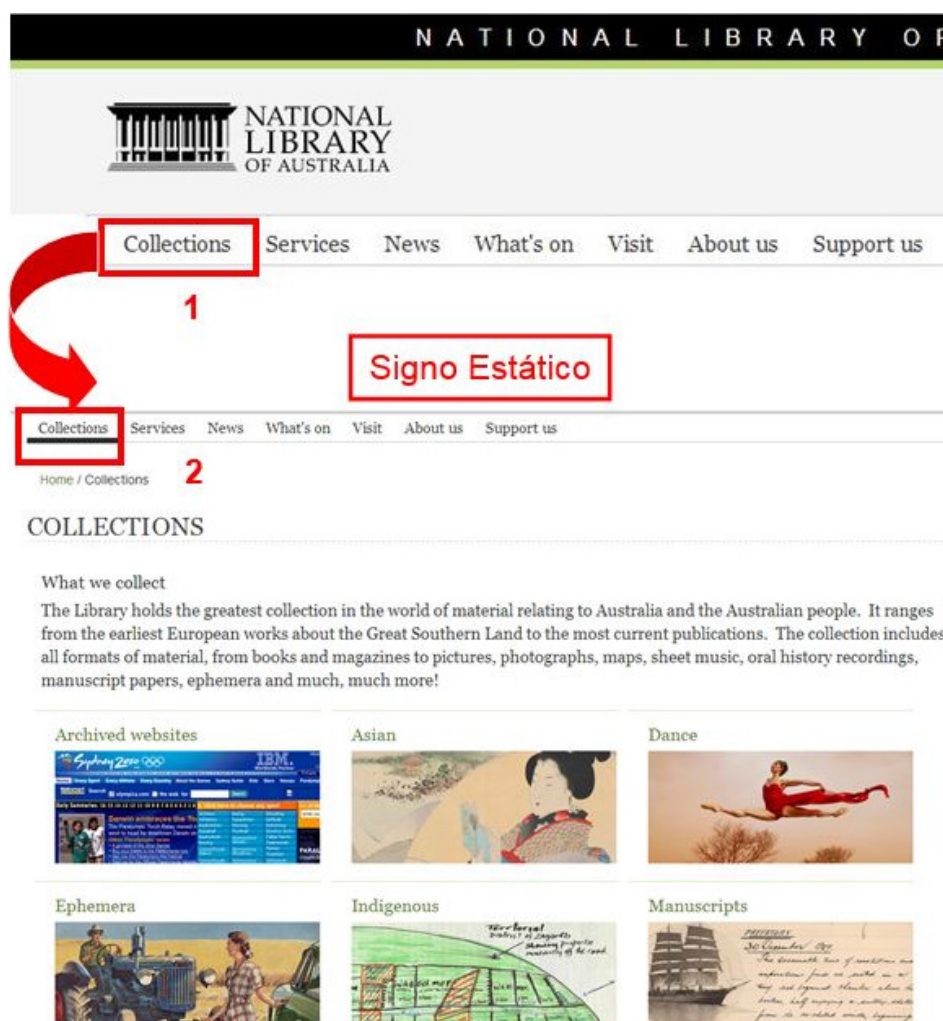 NATIONAL LIBRARY OF
NATIONAL
LIBRARY
OF AUSTRALIA
Collections Services News What's on Visit About us Support us
1
Signo Estático
Collections Services News What's on Visit About us Support us
2
Home / Collections
COLLECTIONS
What we collect
The Library holds the greatest collection in the world of material relating to Australia and the Australian people. It ranges
from the earliest European works about the Great Southern Land to the most current publications. The collection includes
all formats of material, from books and magazines to pictures, photographs, maps, sheet music, oral history recordings,
manuscript papers, ephemera and much, much more!
Archived websites Asian Dance
Sydney 2000
IBM.
Darwin embraces the
Ephemera Indigenous Manuscripts
Territorial